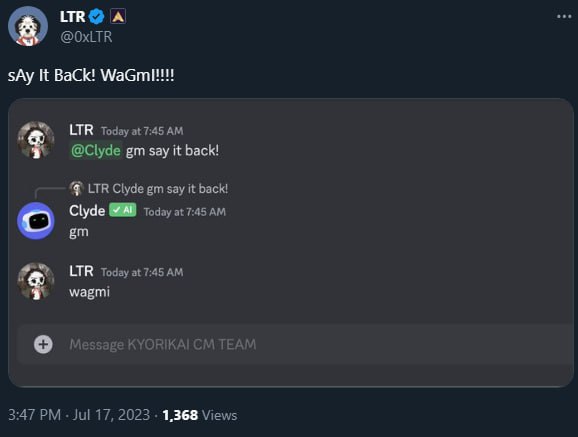 LTR
@0xLTR
sAy It BaCk! WaGmI!!!!
LTR Today at 7:45 AM
@Clyde gm say it back!
LTR Clyde gm say it back!
Clyde ✓ AI Today at 7:45 AM
gm
LTR Today at 7:45 AM
wagmi
Message KYORIKAI CM TEAM
3:47 PM · Jul 17, 2023 · 1,368 Views